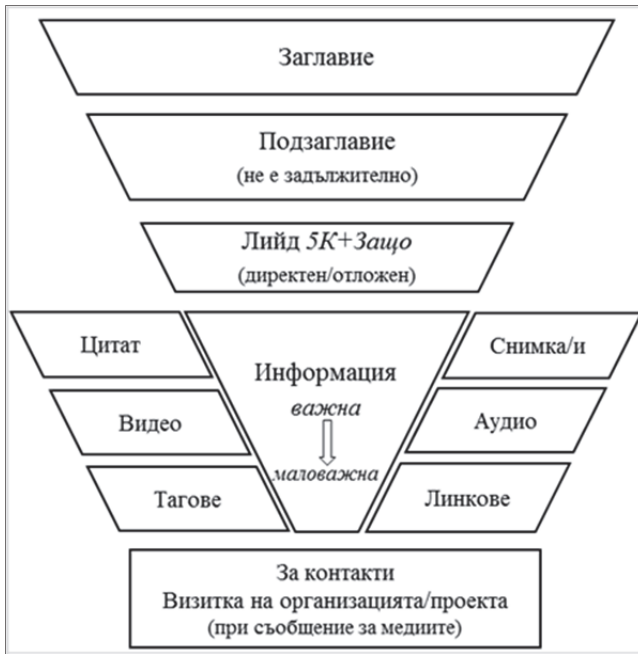 Заглавие
Подзаглавие
(не е задължително)
Лийд 5К+Защо
(директен/отложен)
Цитат
Видео
Тагове
Информация
важна
маловажна
Снимка/и
Аудио
Линкове
За контакти
Визитка на организацията/проекта
(при съобщение за медиите)